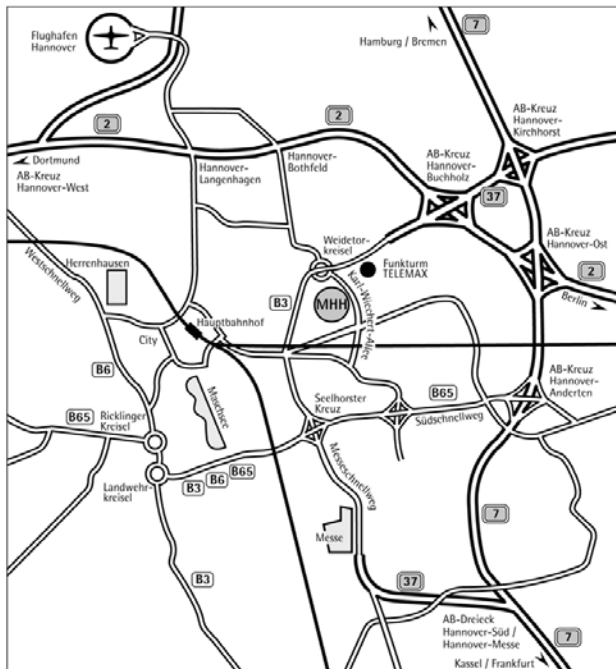 Flughafen
Hannover
7
Hamburg / Bremen
2
2
AB-Kreuz
Hannover-
Kirchhorst
Dortmund
AB-Kreuz
Hannover-West
Hannover-
Langenhagen
Hannover-
Bothfeld
AB-Kreuz
Hannover-
Buchholz
37
Weidetor-
kreisel
AB-Kreuz
Hannover-Ost
Westschnellweg
Herrenhausen
Funkturm
TELEMAX
2
Berlin
B3
MHH
Karl-Wiechert-Allee
Hauptbahnhof
City
B6
Maschsee
AB-Kreuz
Hannover-
Anderten
Seelhorster
Kreuz
B65
Südschnellweg
B65
Ricklinger
Kreisel
Landwehr-
kreisel
B3
B6
B65
Messeschnellweg
7
Messe
B3
37
AB-Dreieck
Hannover-Süd /
Hannover-Messe
7
Kassel / Frankfurt